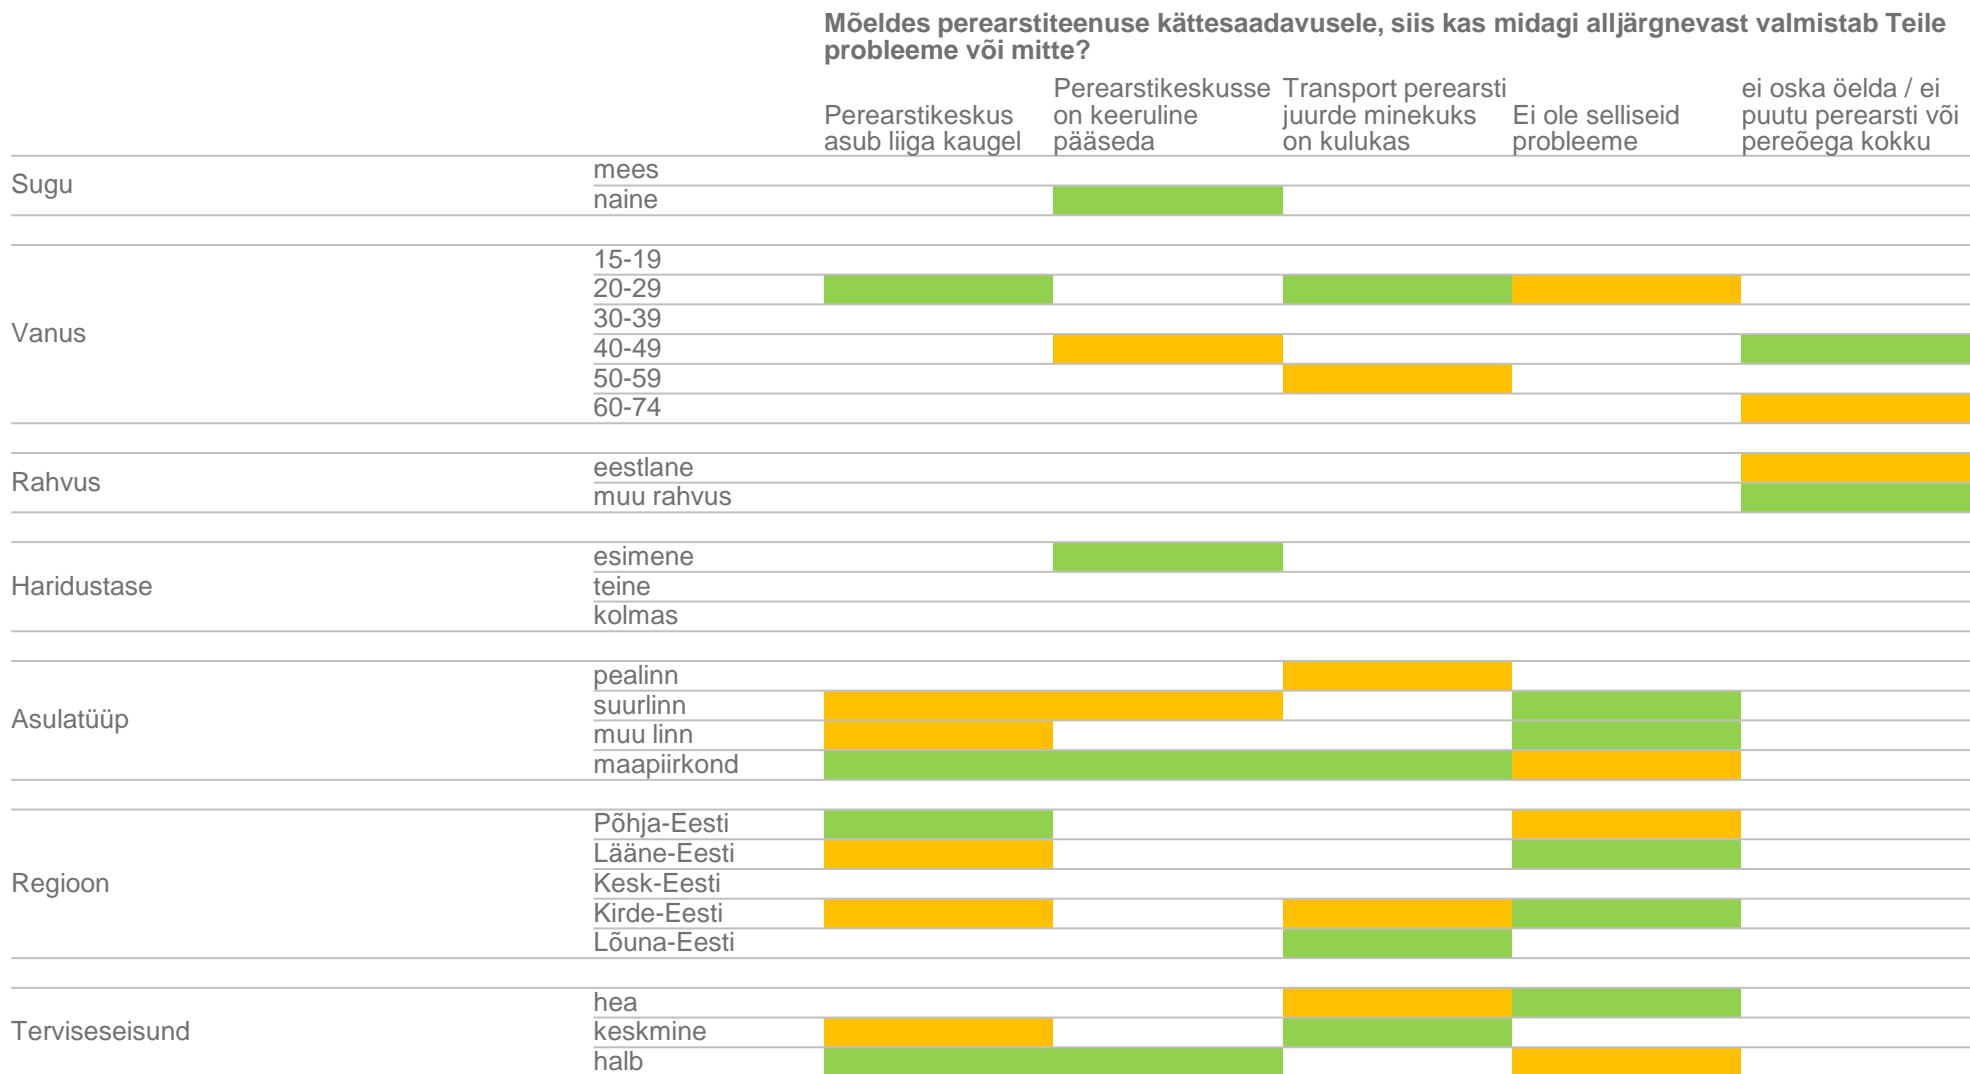 Mõeldes perearstiteenuse kättesaadavusele, siis kas midagi alljärgnevast valmistab Teile
probleeme või mitte?
Perearstikeskus
asub liiga kaugel
Perearstikeskusse
on keeruline
pääseda
Transport perearsti
juurde minekuks
on kulukas
Ei ole selliseid
probleeme
ei oska öelda / ei
puutu perearsti või
pereõega kokku
Sugu
mees
naine
Vanus
15-19
20-29
30-39
40-49
50-59
60-74
Rahvus
eestlane
muu rahvus
Haridustase
esimene
teine
kolmas
Asulatüüp
pealinn
suurlinn
muu linn
maapiirkond
Regioon
Põhja-Eesti
Lääne-Eesti
Kesk-Eesti
Kirde-Eesti
Lõuna-Eesti
Terviseseisund
hea
keskmine
halb